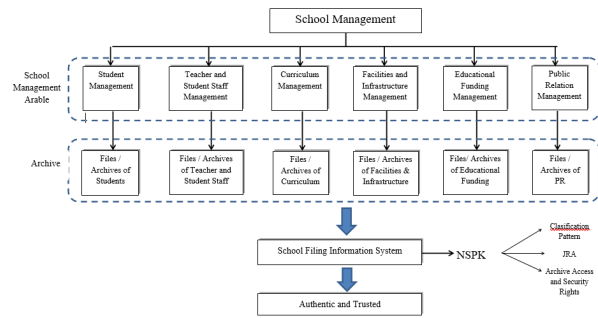 School Management
School
Management
Arable
Student
Management
Teacher and
Student Staff
Management
Curriculum
Management
Facilities and
Infrastructure
Management
Educational
Funding
Management
Public
Relation
Management
Archive
Files /
Archives of
Students
Files / Archives
of Teacher and
Student Staff
Files /
Archives of
Curriculum
Files / Archives
of Facilities &
Infrastructure
Files/ Archives
of Educational
Funding
Files /
Archives of
PR
School Filing Information System
NSPK
Classification
Pattern
JRA
Archive Access
and Security
Rights
Authentic and Trusted